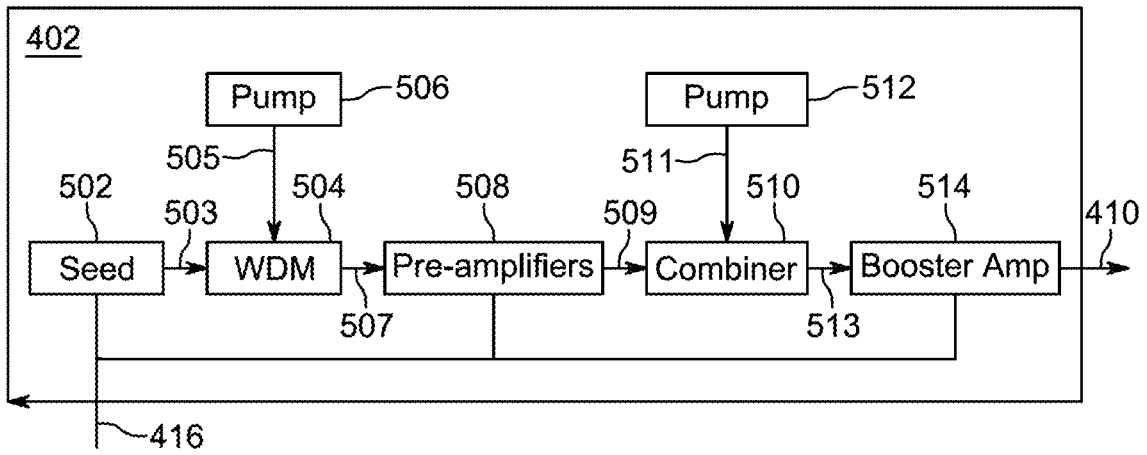 402
Pump
506
Pump
512
505
511
502
503
504
508
509
510
514
410
Seed
WDM
Pre-amplifiers
Combiner
Booster Amp
507
513
416